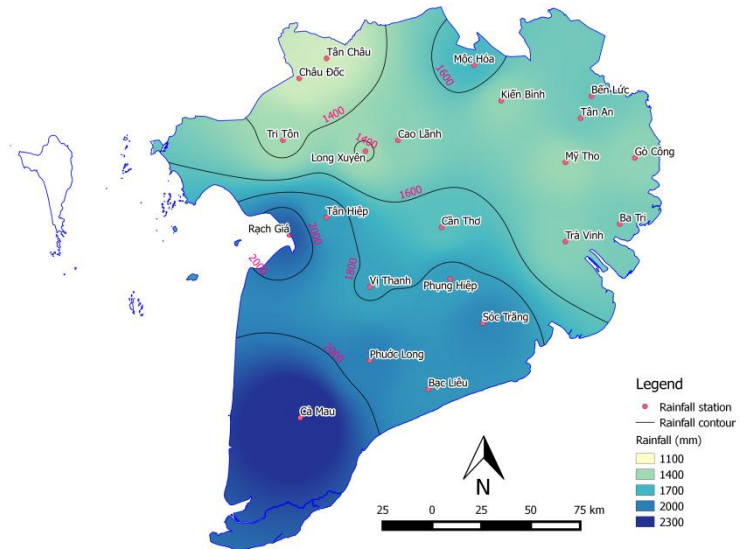 Tân Châu
Châu Đốc
Mộc Hóa
1600
Kiến Bình
Bến Lức
Tân An
1400
Tri Tôn
Cao Lãnh
1400
Long Xuyên
Mỹ Tho
Gò Công
1600
Tân Hiệp
Cần Thơ
Ba Tri
Rạch Giá
2000
Trà Vinh
2000
1800
Vị Thanh
Phụng Hiệp
Sóc Trăng
2000
Phước Long
Bạc Liêu
Cà Mau
Legend
Rainfall station
Rainfall contour
Rainfall (mm)
1100
1400
1700
2000
2300
N
25 0 25 50 75 km